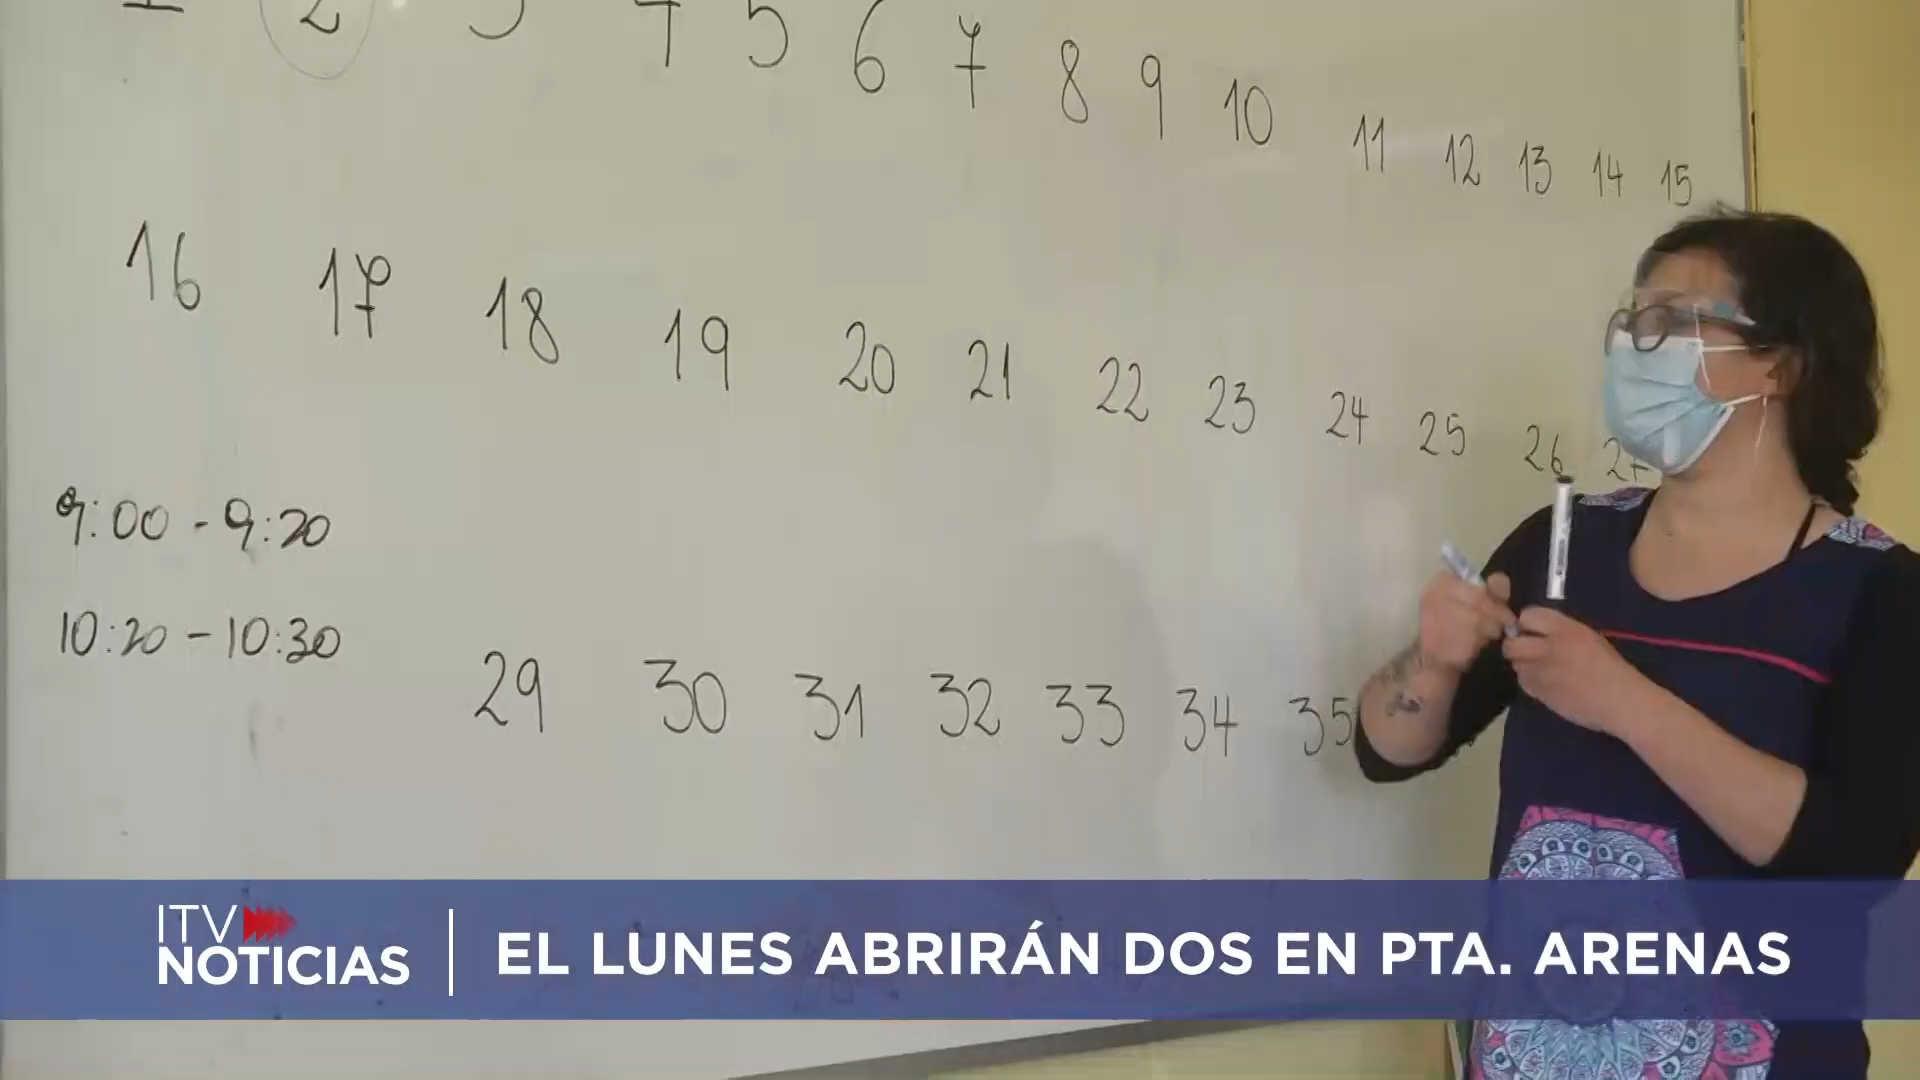 2 5 6 7 8 9 10 11 12 13 14 15
16 17 18 19 20 21 22 23 24 25 26 27
9:00 - 9:20
10:20 - 10:30
29 30 31 32 33 34 35
ITV NOTICIAS
EL LUNES ABRIRÁN DOS EN PTA. ARENAS